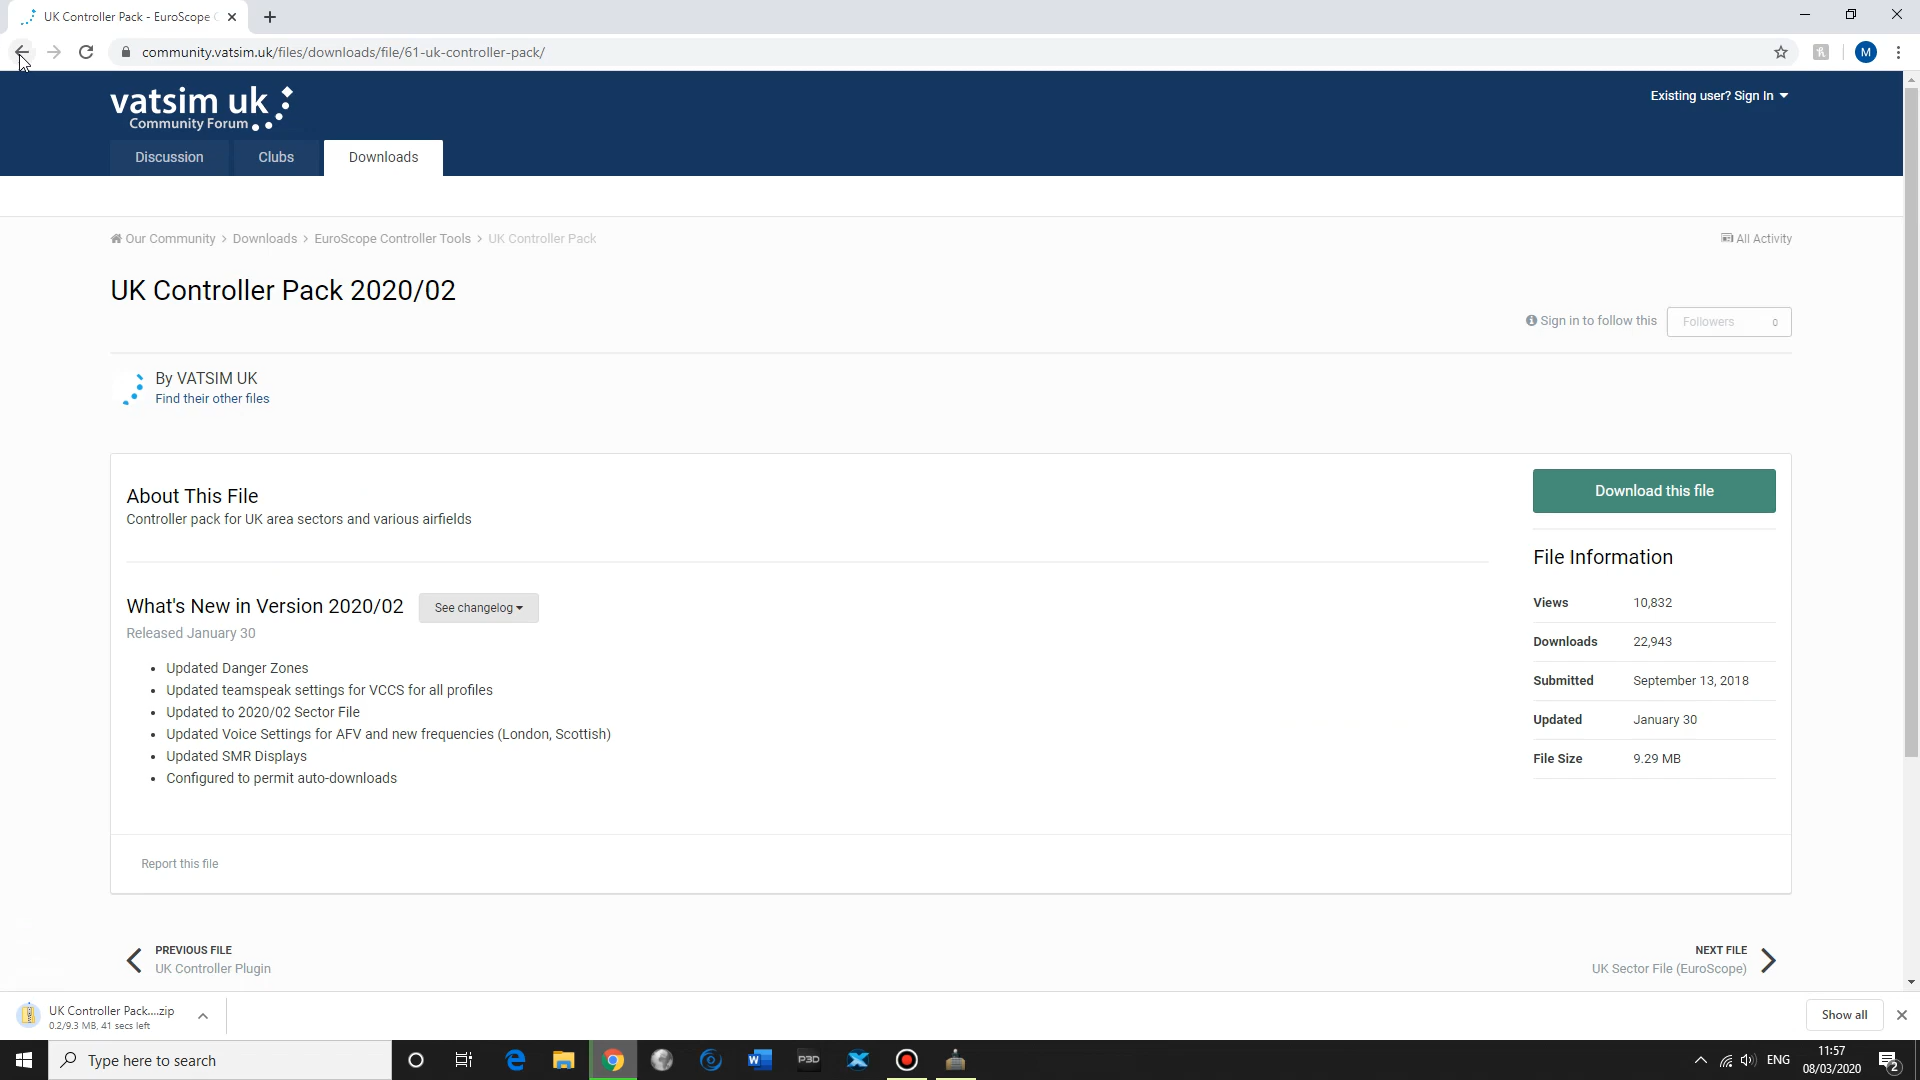 UK Controller Pack - EuroScope
community.vatsim.uk/files/downloads/file/61-uk-controller-pack/
M
vatsim uk
Community Forum
Existing user? Sign In
Discussion
Clubs
Downloads
Our Community > Downloads > EuroScope Controller Tools > UK Controller Pack
All Activity
UK Controller Pack 2020/02
Sign in to follow this
Followers 0
By VATSIM UK
Find their other files
About This File
Controller pack for UK area sectors and various airfields
Download this file
File Information
Views 10,832
Downloads 22,943
Submitted September 13, 2018
Updated January 30
File Size 9.29 MB
What's New in Version 2020/02
See changelog
Released January 30
• Updated Danger Zones
• Updated teamspeak settings for VCCS for all profiles
• Updated to 2020/02 Sector File
• Updated Voice Settings for AFV and new frequencies (London, Scottish)
• Updated SMR Displays
• Configured to permit auto-downloads
Report this file
PREVIOUS FILE
UK Controller Plugin
NEXT FILE
UK Sector File (EuroScope)
UK Controller Pack....zip
0.2/9.3 MB, 41 secs left
Show all
Type here to search
P3D
ENG
11:57
08/03/2020
2